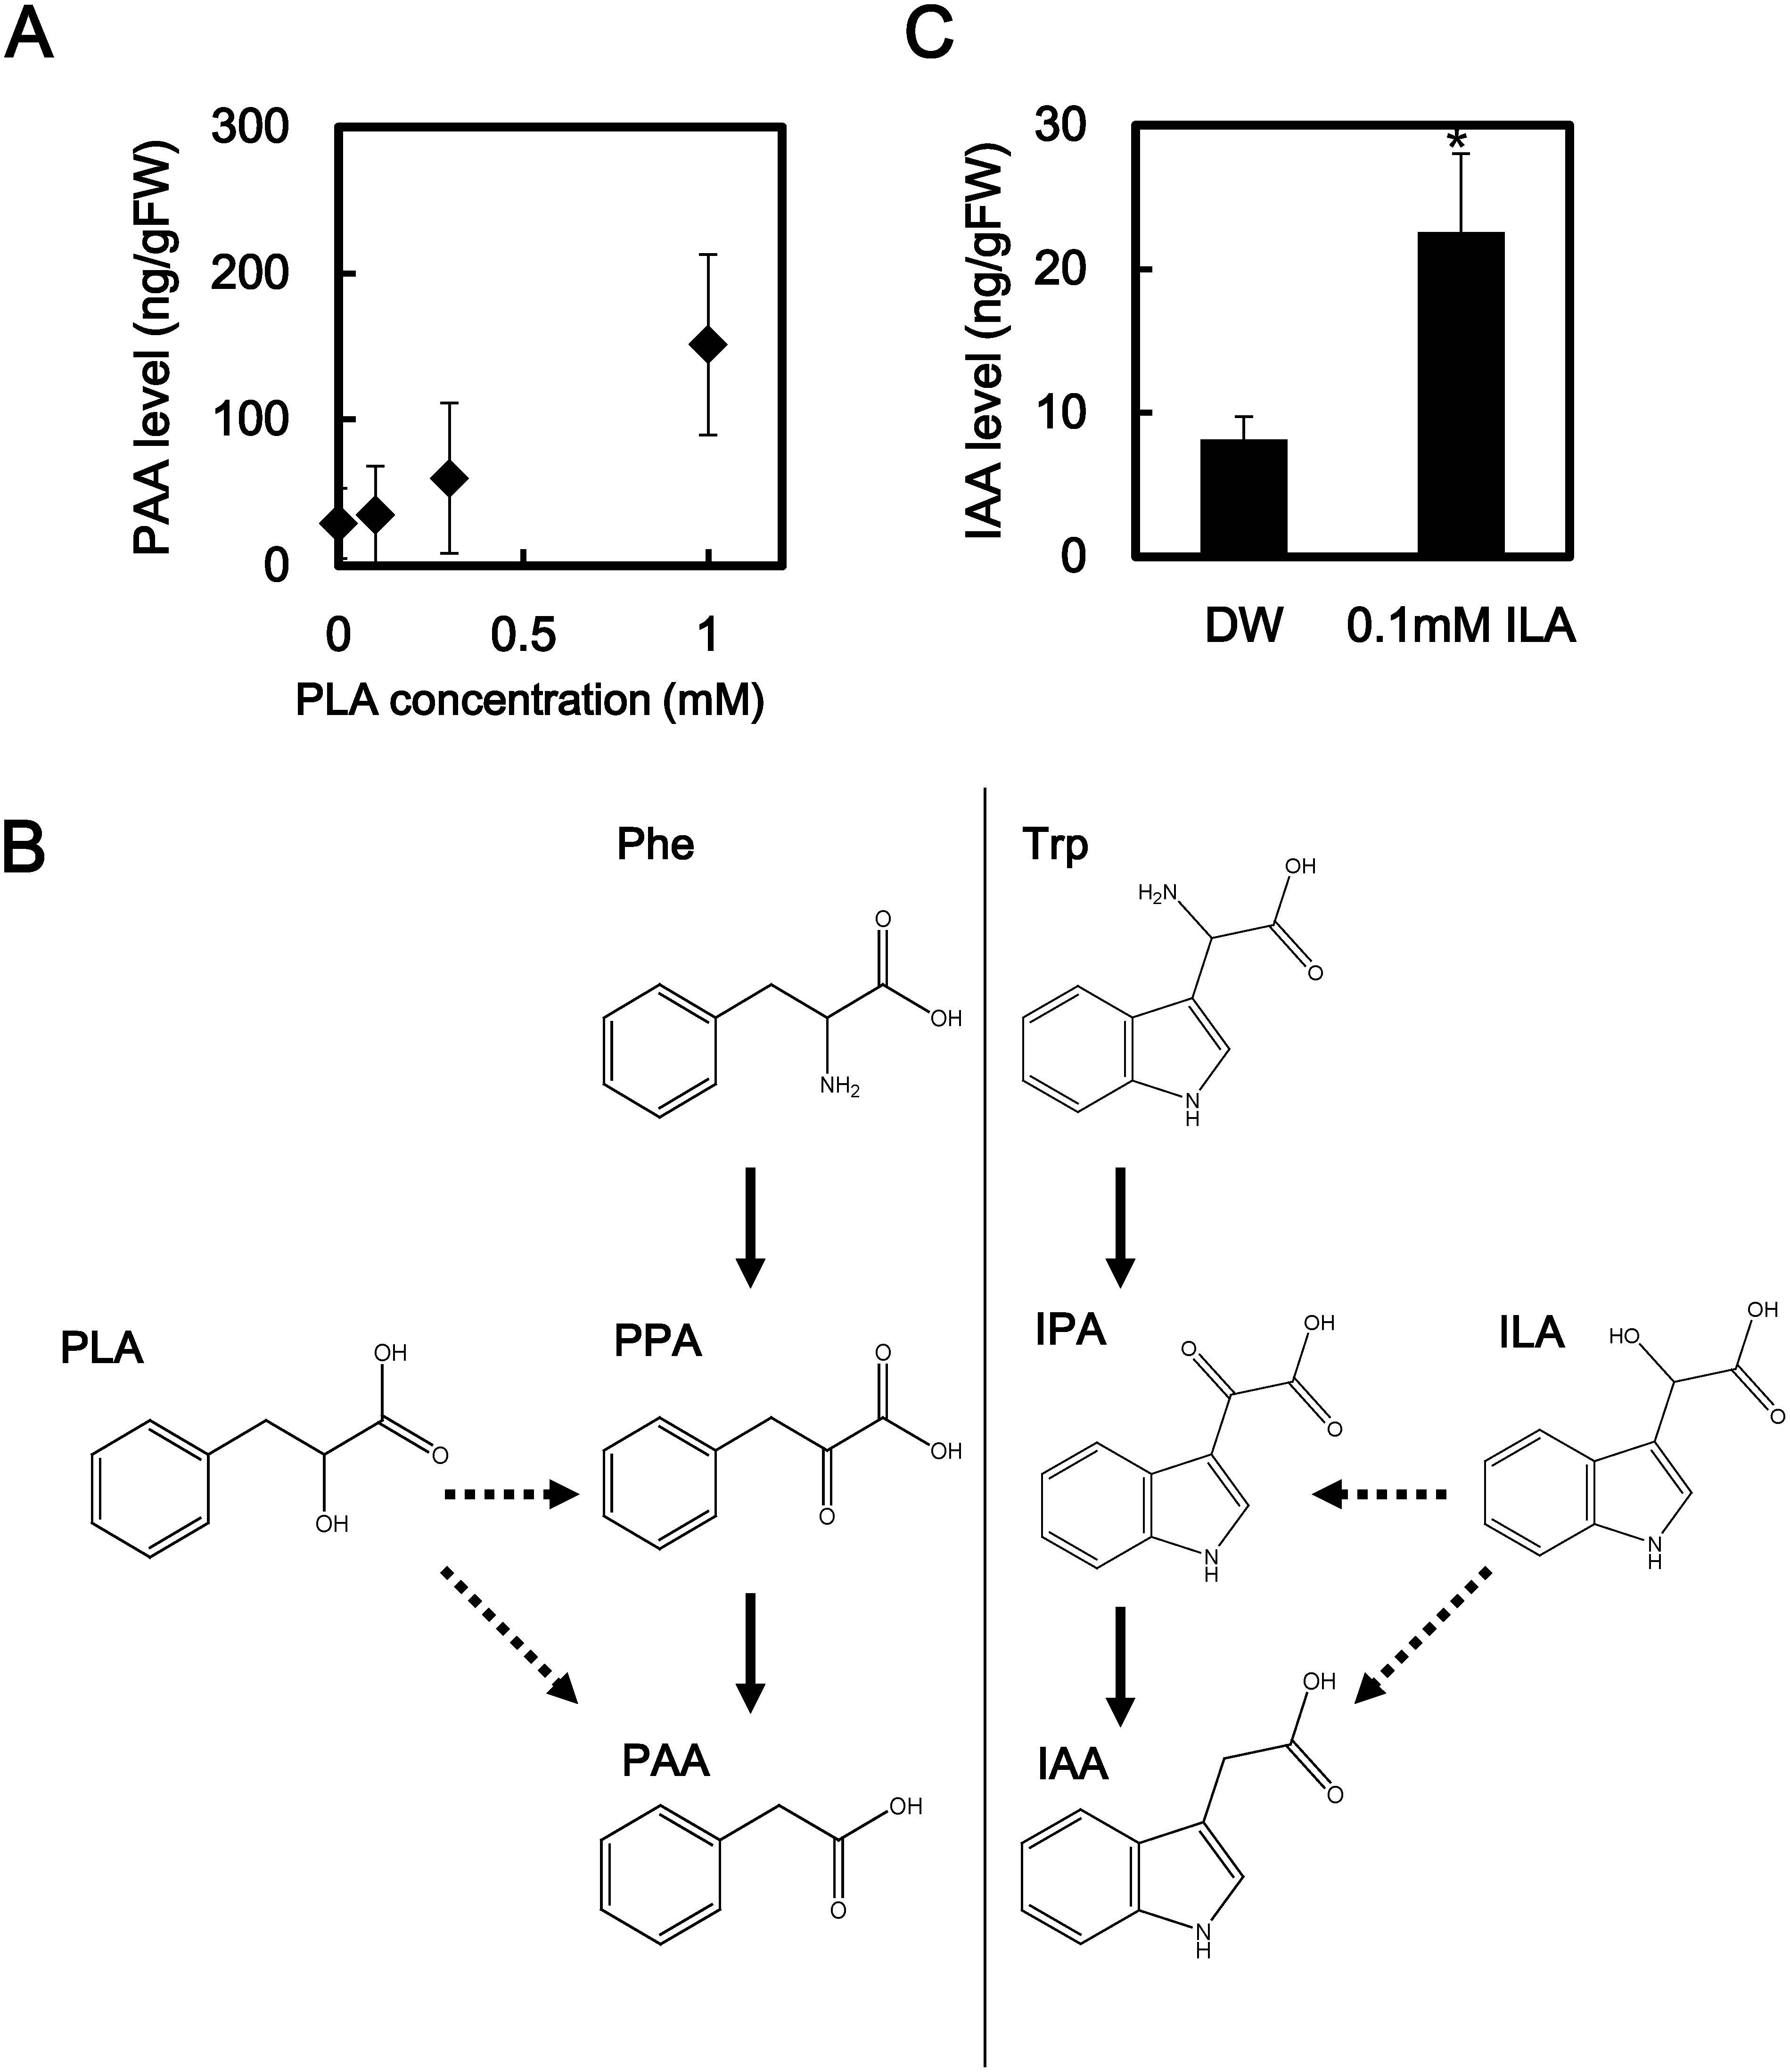 A
300
200
100
0
PAA level (ng/gFW)
0 0.5 1
PLA concentration (mM)
C
30
20
10
0
IAA level (ng/gFW)
*
DW 0.1mM ILA
B
Phe
O
OH
NH2
Trp
H2N
OH
O
N
H
PLA
OH
O
OH
PPA
O
OH
O
IPA
O
OH
O
N
H
ILA
HO
OH
O
N
H
PAA
OH
O
IAA
OH
O
N
H